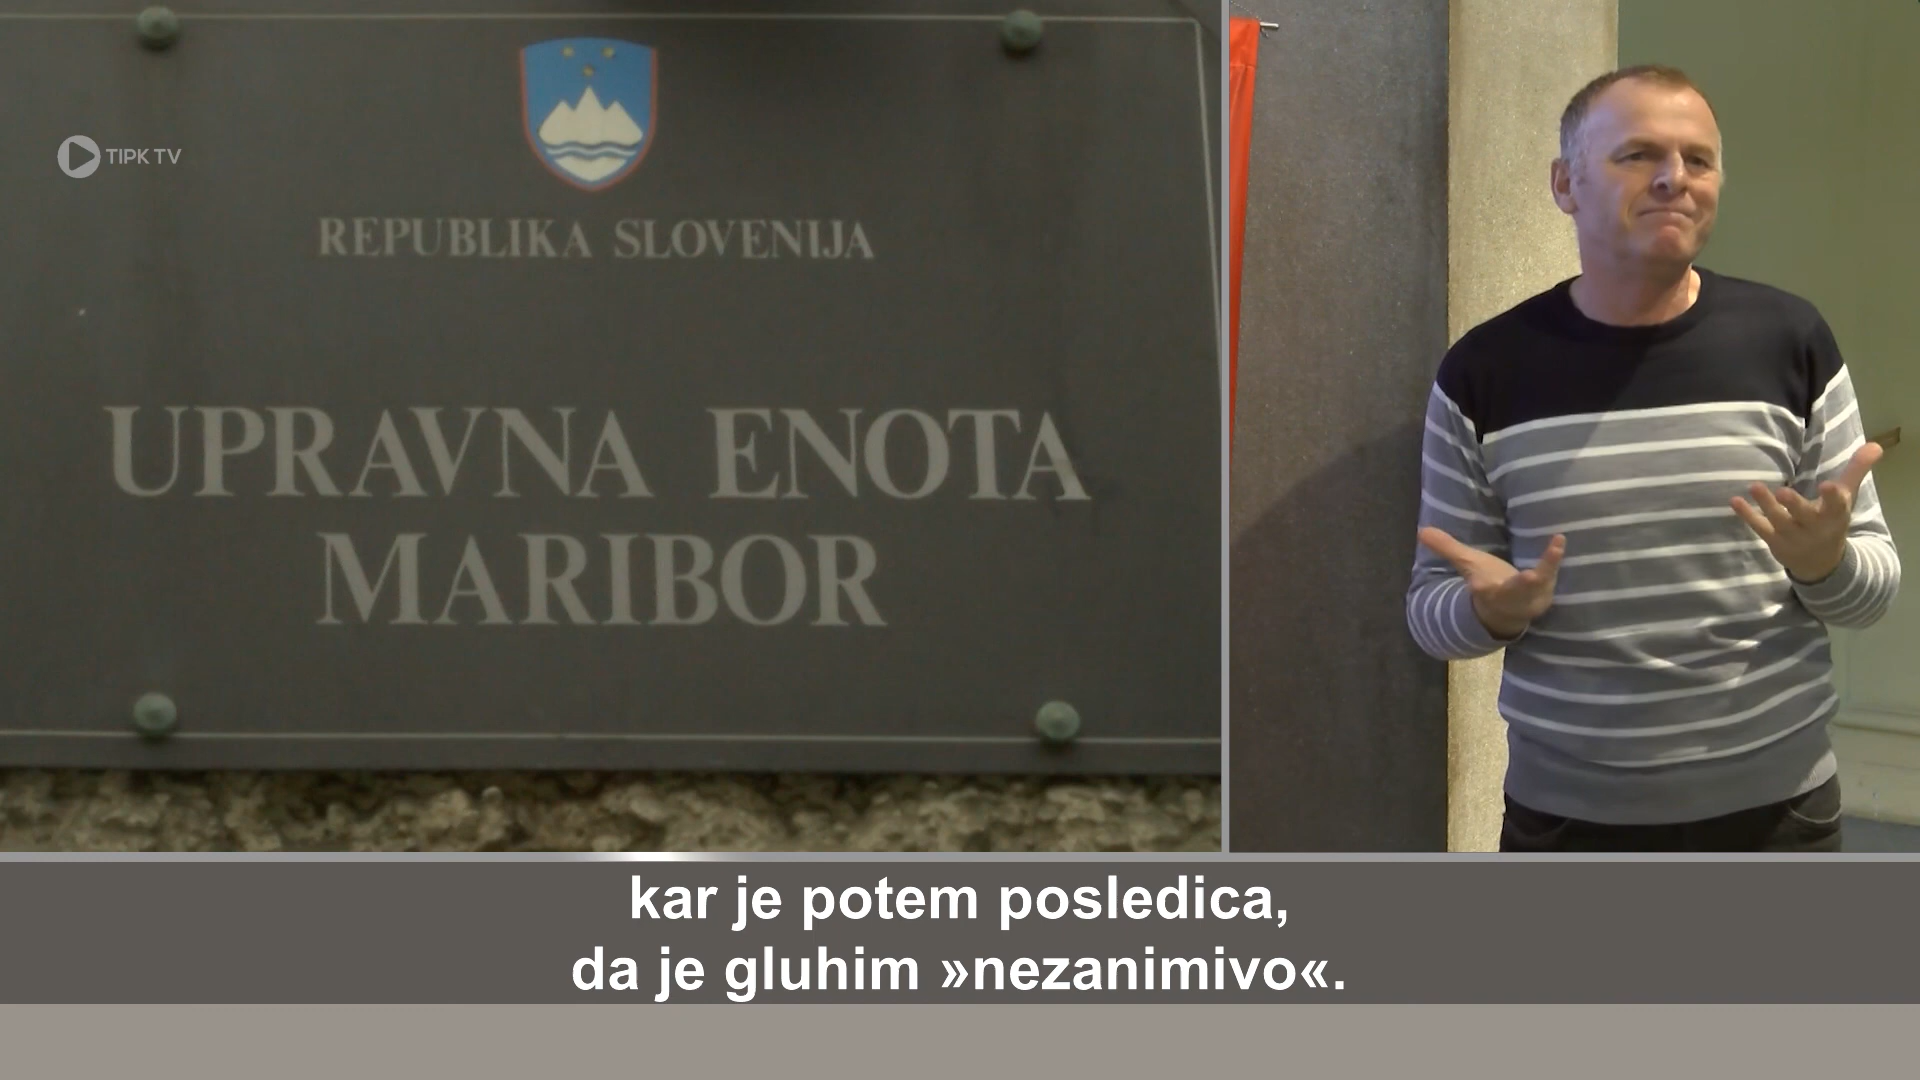 TIPK TV
REPUBLIKA SLOVENIJA
UPRAVNA ENOTA
MARIBOR
kar je potem posledica,
da je gluhim »nezanimivo«.